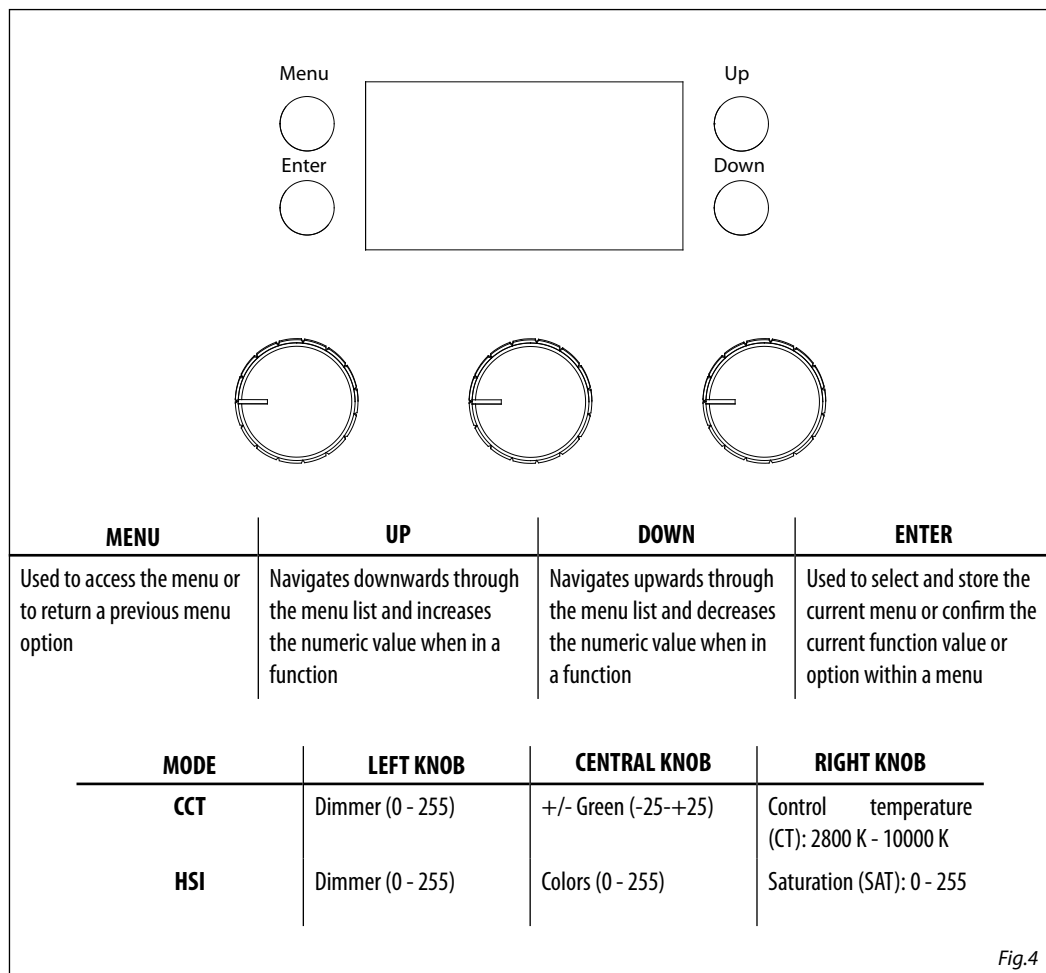 Menu
Up
Enter
Down
MENU
UP
DOWN
ENTER
Used to access the menu or
to return a previous menu
option
Navigates downwards through
the menu list and increases
the numeric value when in a
function
Navigates upwards through
the menu list and decreases
the numeric value when in
a function
Used to select and store the
current menu or confirm the
current function value or
option within a menu
MODE
LEFT KNOB
CENTRAL KNOB
RIGHT KNOB
CCT
Dimmer (0 - 255)
+/- Green (-25-+25)
Control temperature
(CT): 2800 K - 10000 K
HSI
Dimmer (0 - 255)
Colors (0 - 255)
Saturation (SAT): 0 - 255
Fig.4